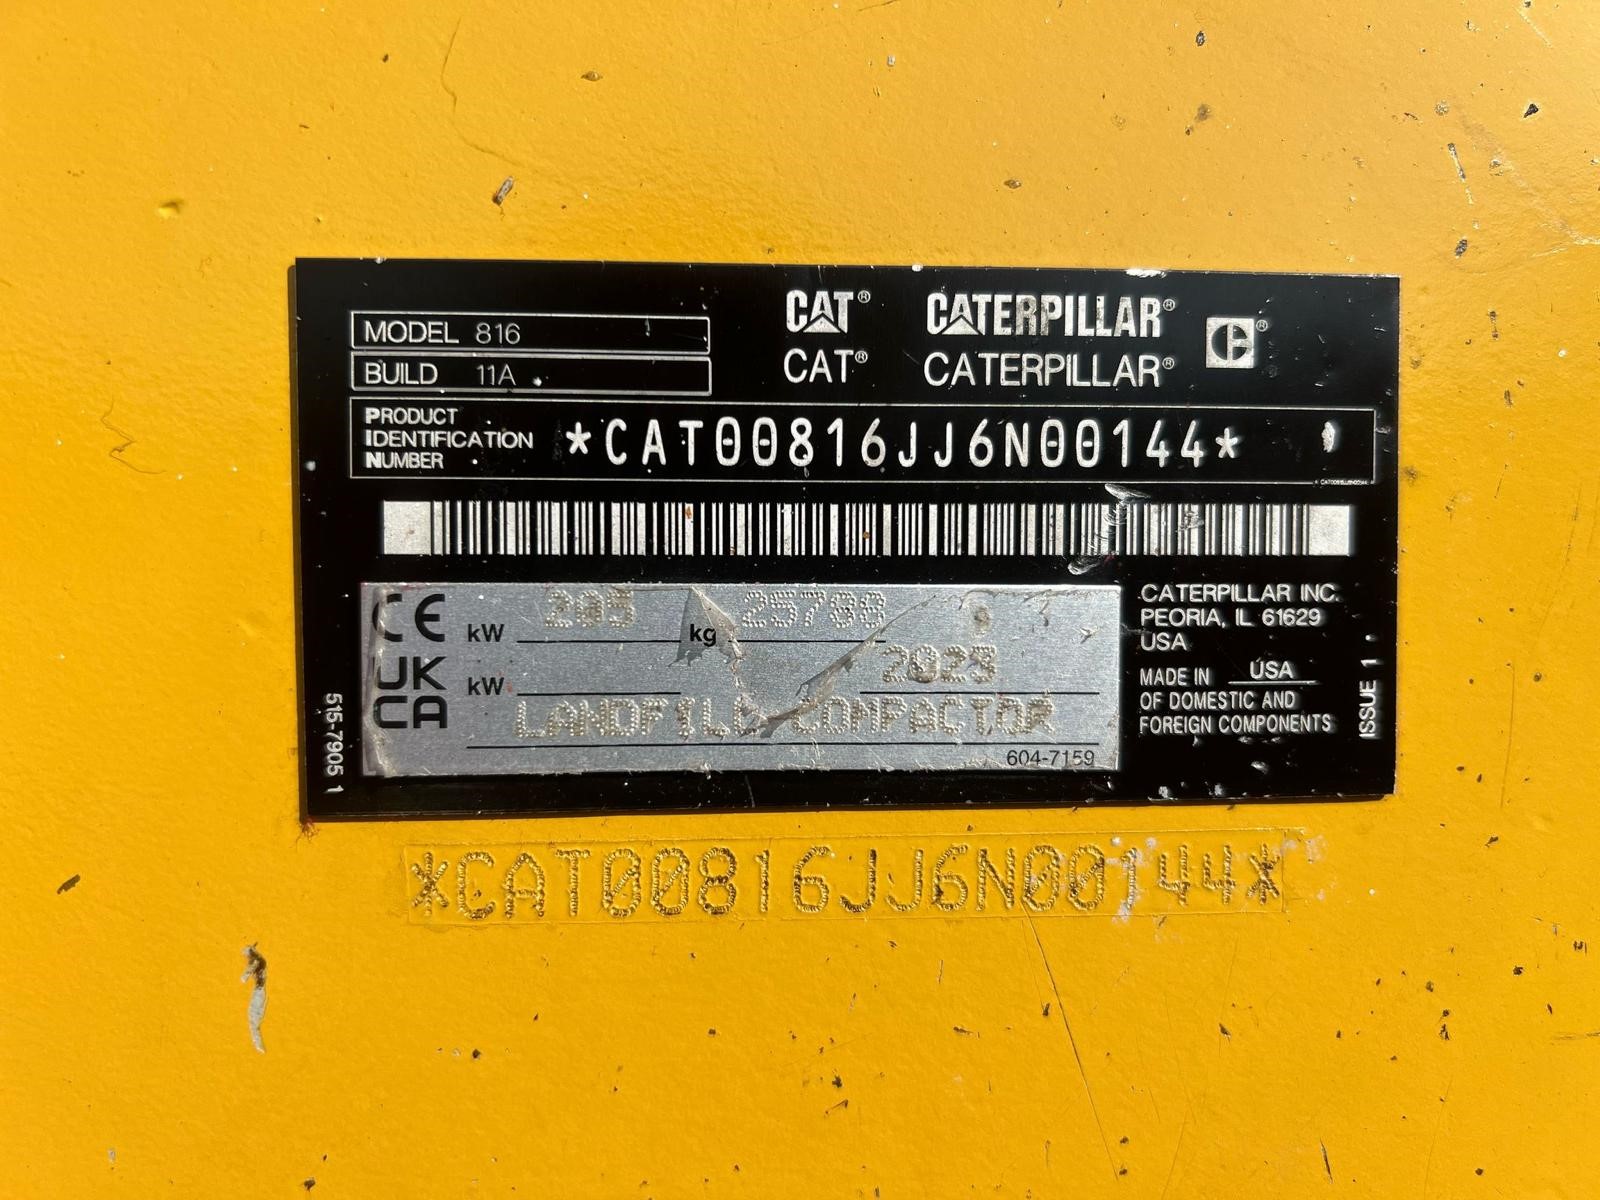 MODEL 816
BUILD 11A
CAT® CATERPILLAR®
CAT® CATERPILLAR®
PRODUCT IDENTIFICATION NUMBER
*CAT00816JJ6N00144*
CE kW kg 25788
UK CA kW 2023
LANDFILL COMPACTOR
604-7159
CATERPILLAR INC.
PEORIA, IL 61629
USA
MADE IN USA
OF DOMESTIC AND
FOREIGN COMPONENTS
ISSUE 1
515-7905 1
*CAT00816JJ6N00144*